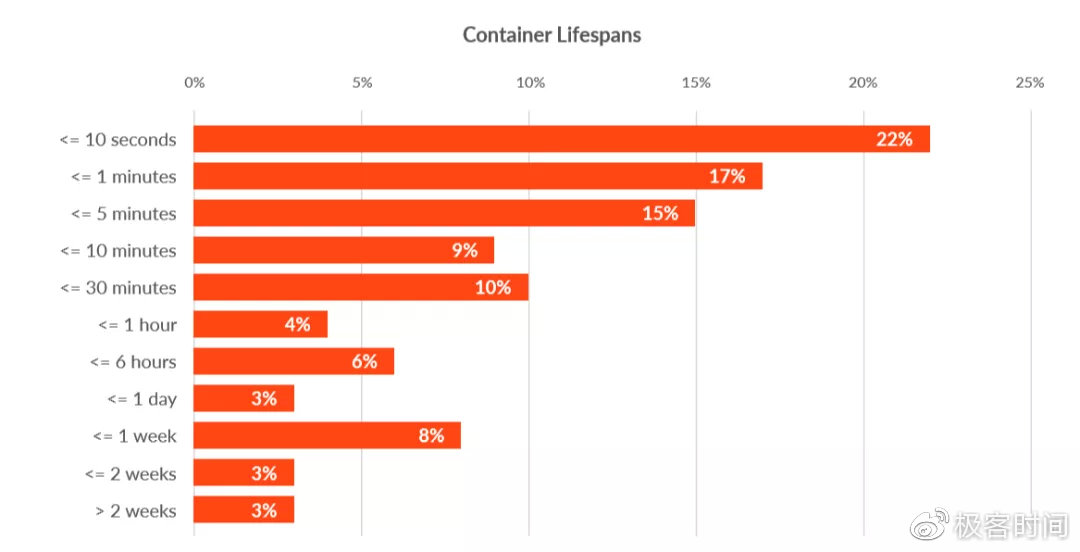 Container Lifespans
0% 5% 10% 15% 20% 25%
<= 10 seconds 22%
<= 1 minutes 17%
<= 5 minutes 15%
<= 10 minutes 9%
<= 30 minutes 10%
<= 1 hour 4%
<= 6 hours 6%
<= 1 day 3%
<= 1 week 8%
<= 2 weeks 3%
> 2 weeks 3%
极客时间